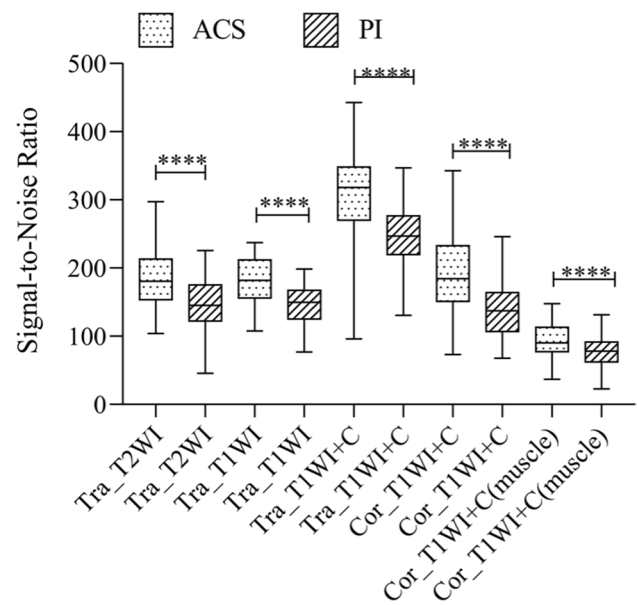 ACS PI
Signal-to-Noise Ratio
500
400
300
200
100
0
****
****
****
****
****
Tra_T2WI
Tra_T2WI
Tra_T1WI
Tra_T1WI
Tra_T1WI+C
Tra_T1WI+C
Cor_T1WI+C
Cor_T1WI+C
Cor_T1WI+C(muscle)
Cor_T1WI+C(muscle)